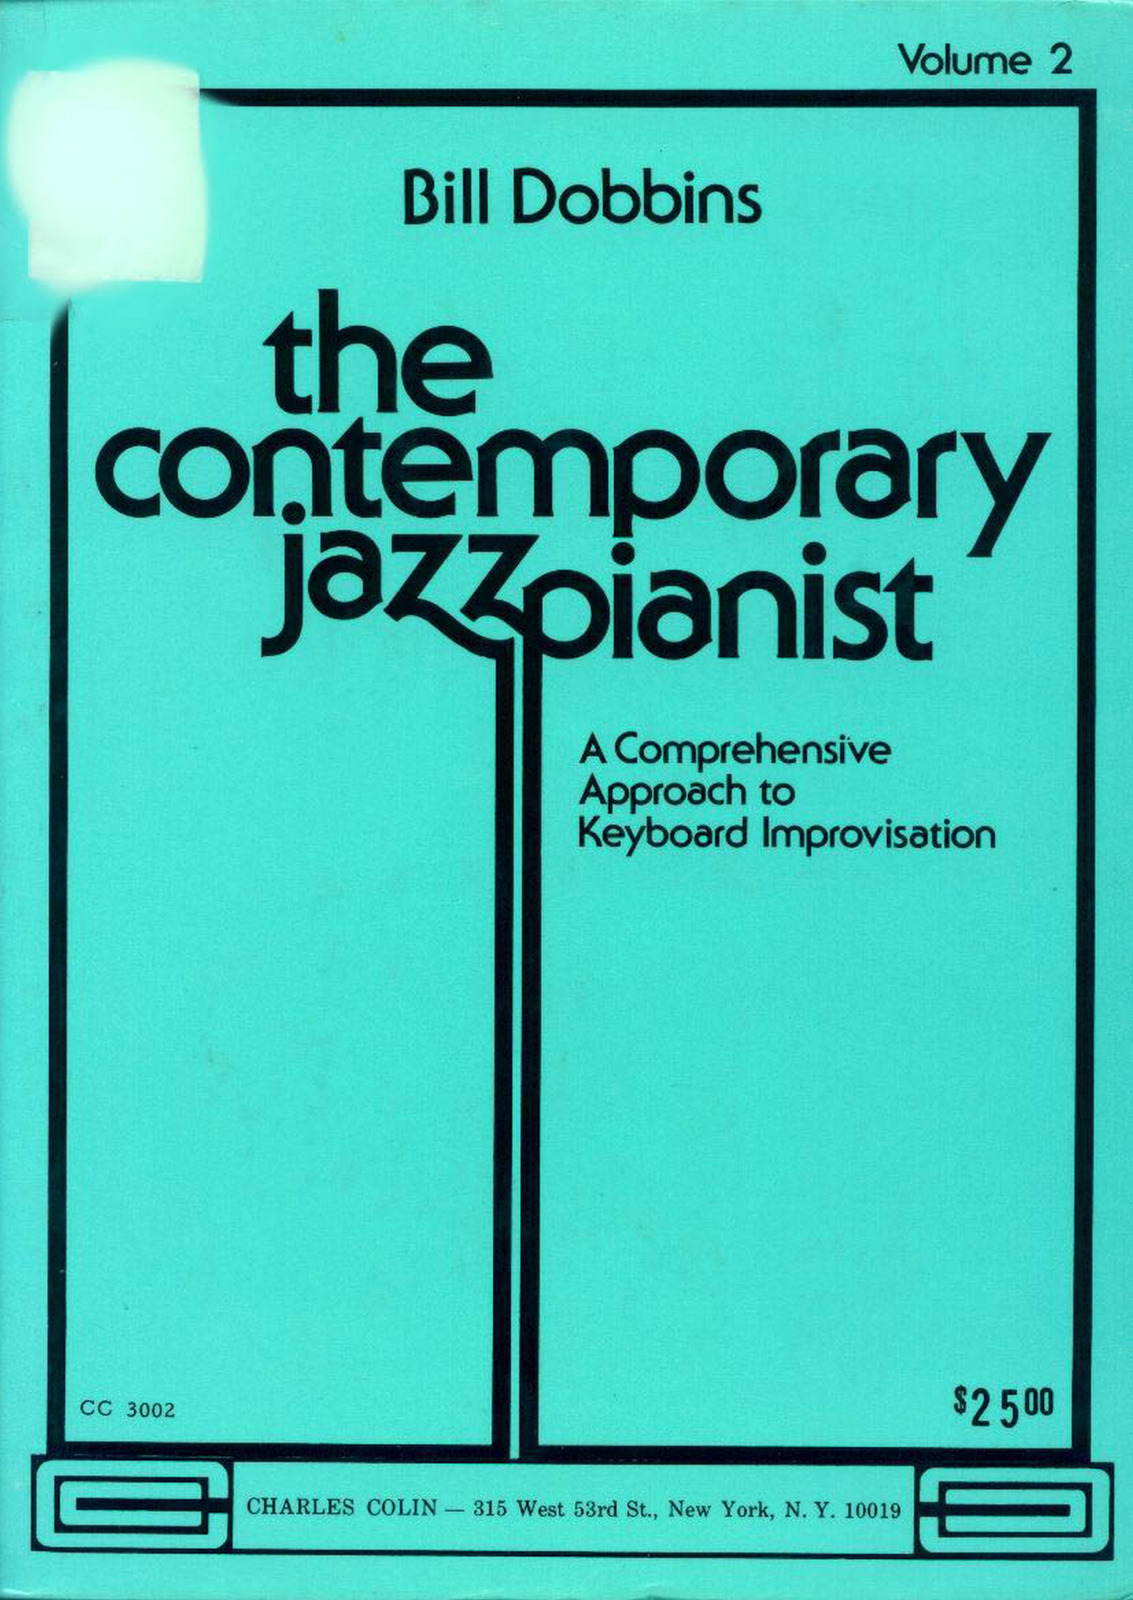 Volume 2
Bill Dobbins
the
contemporary
jazz pianist
A Comprehensive
Approach to
Keyboard Improvisation
CC 3002
$25.00
CHARLES COLIN — 315 West 53rd St., New York, N. Y. 10019